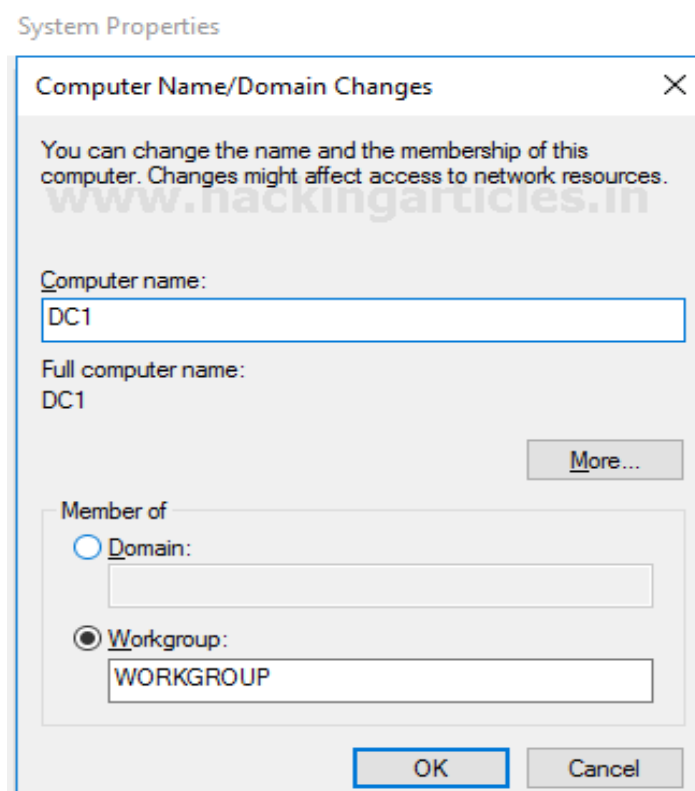 System Properties
Computer Name/Domain Changes
You can change the name and the membership of this
computer. Changes might affect access to network resources.
www.hackingarticles.in
Computer name:
DC1
Full computer name:
DC1
More...
Member of
Domain:
Workgroup:
WORKGROUP
OK
Cancel